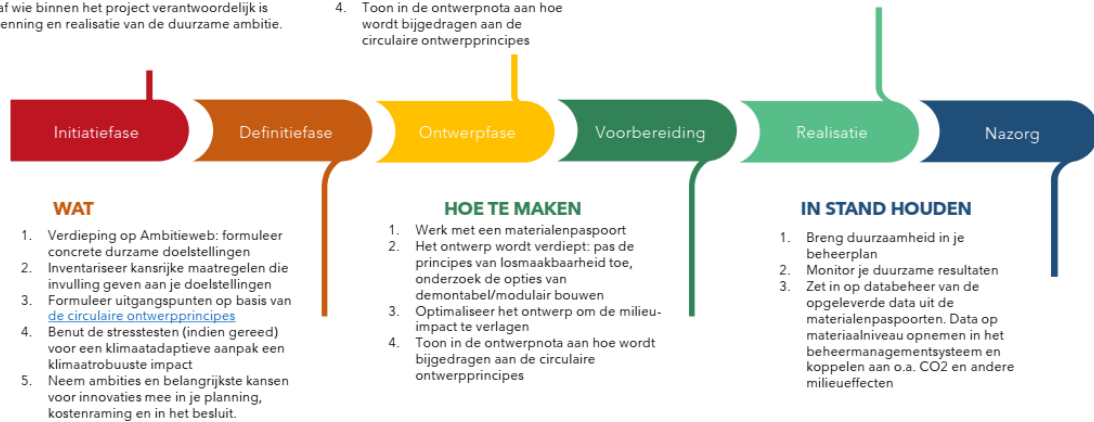 af wie binnen het project verantwoordelijk is
enning en realisatie van de duurzame ambitie.
4. Toon in de ontwerpnota aan hoe
wordt bijgedragen aan de
circulaire ontwerpprincipes
Initiatiefase
Definitiefase
Ontwerpfase
Voorbereiding
Realisatie
Nazorg
WAT
1. Verdieping op Ambitieweb: formuleer
concrete durzame doelstellingen
2. Inventariseer kansrijke maatregelen die
invulling geven aan je doelstellingen
3. Formuleer uitgangspunten op basis van
de circulaire ontwerpprincipes
4. Benut de stresstesten (indien gereed)
voor een klimaatadaptieve aanpak een
klimaatrobuuste impact
5. Neem ambities en belangrijkste kansen
voor innovaties mee in je planning,
kostenraming en in het besluit.
HOE TE MAKEN
1. Werk met een materialenpaspoort
2. Het ontwerp wordt verdiept: pas de
principes van losmaakbaarheid toe,
onderzoek de opties van
demontabel/modulair bouwen
3. Optimaliseer het ontwerp om de milieu-
impact te verlagen
4. Toon in de ontwerpnota aan hoe wordt
bijgedragen aan de circulaire
ontwerpprincipes
IN STAND HOUDEN
1. Breng duurzaamheid in je
beheerplan
2. Monitor je duurzame resultaten
3. Zet in op databeheer van de
opgeleverde data uit de
materialenpaspoorten. Data op
materiaalniveau opnemen in het
beheermanagementsysteem en
koppelen aan o.a. CO2 en andere
milieueffecten